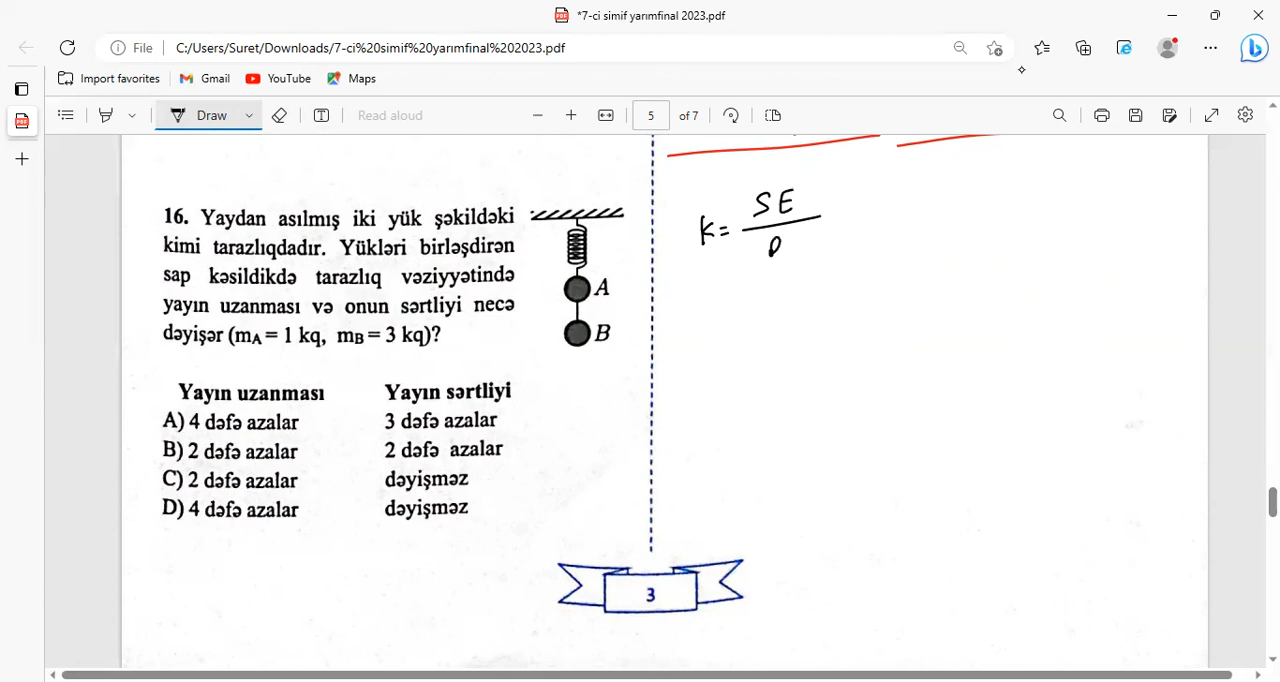 *7-ci simif yarımfinal 2023.pdf
File
C:/Users/Suret/Downloads/7-ci%20simif%20yarımfinal%202023.pdf
Import favorites
Gmail
YouTube
Maps
Draw
Read aloud
5
of 7
16. Yaydan asılmış iki yük şəkildəki
kimi tarazlıqdadır. Yükləri birləşdirən
sap kəsildikdə tarazlıq vəziyyətində
yayın uzanması və onun sərtliyi necə
dəyişər (mA = 1 kq, mB = 3 kq)?
A
B
Yayın uzanması Yayın sərtliyi
A) 4 dəfə azalar 3 dəfə azalar
B) 2 dəfə azalar 2 dəfə azalar
C) 2 dəfə azalar dəyişməz
D) 4 dəfə azalar dəyişməz
K= SE
3